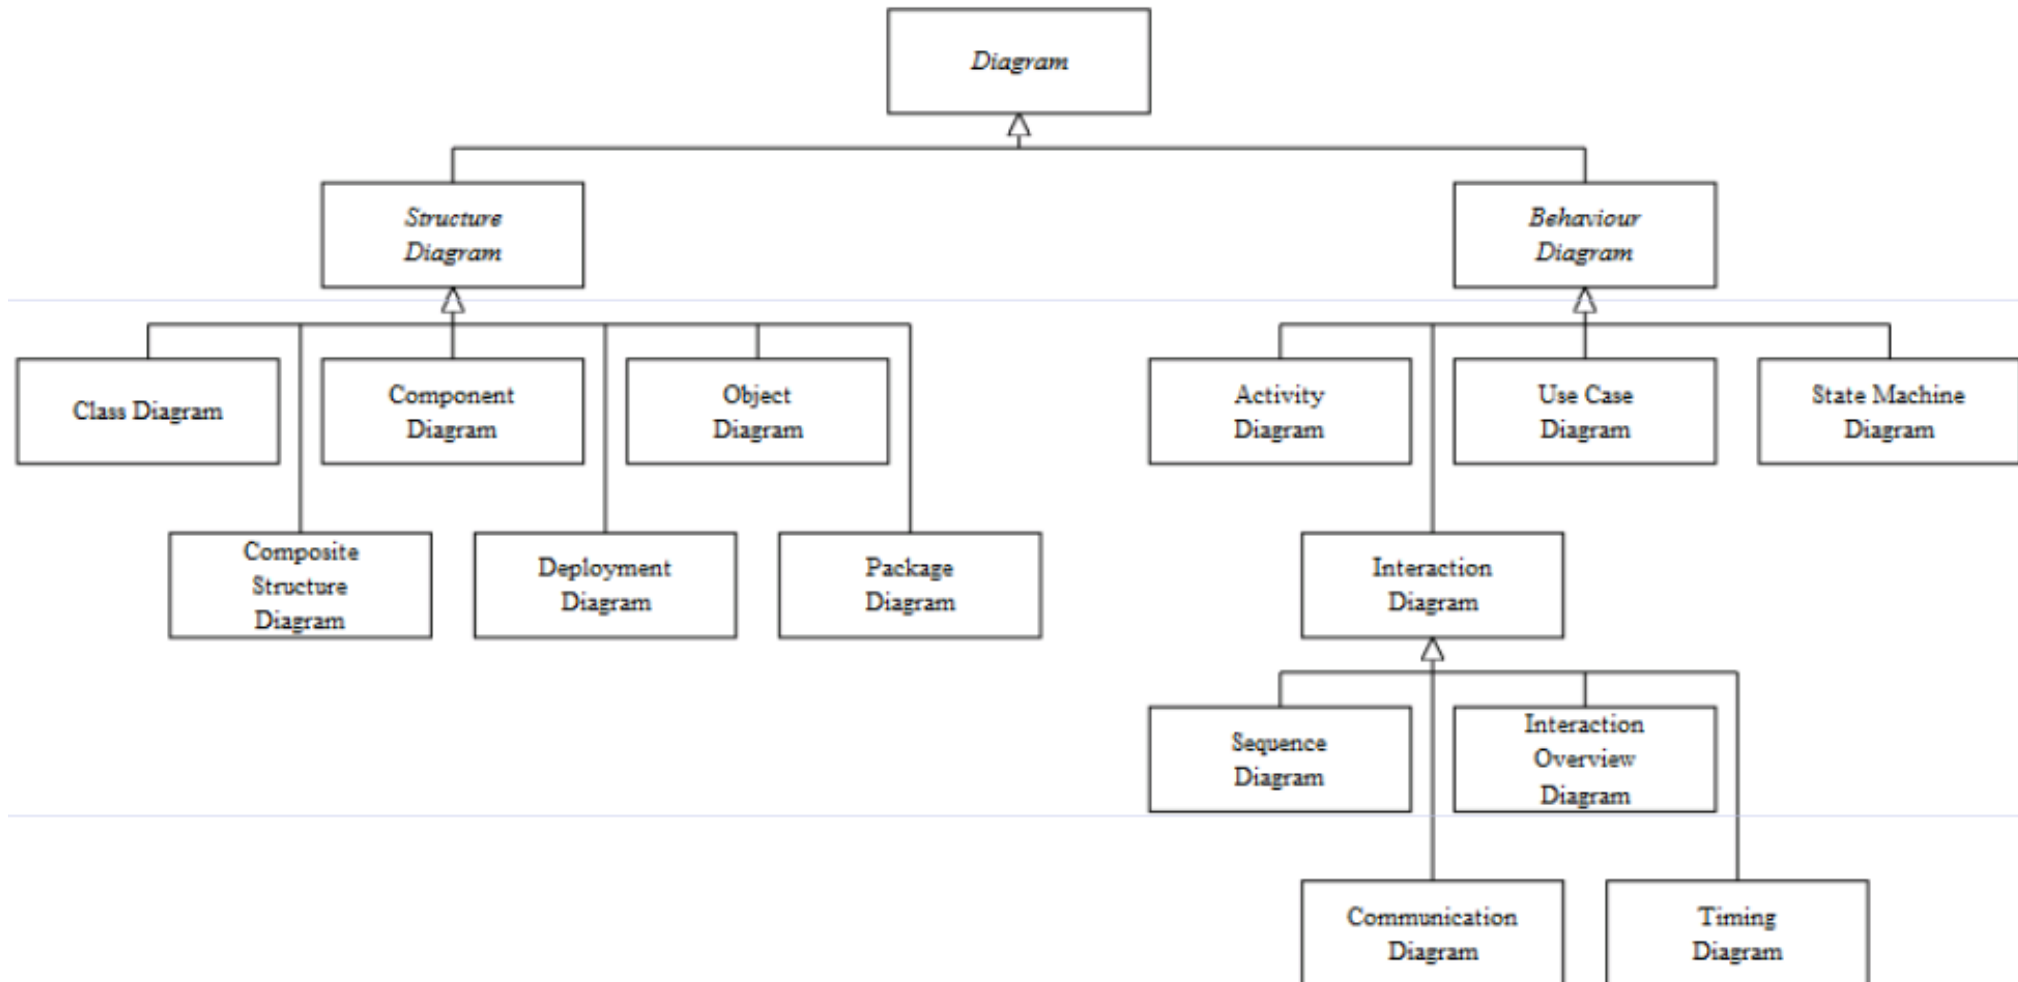 Diagram
Structure
Diagram
Behaviour
Diagram
Class Diagram
Component
Diagram
Object
Diagram
Activity
Diagram
Use Case
Diagram
State Machine
Diagram
Composite
Structure
Diagram
Deployment
Diagram
Package
Diagram
Interaction
Diagram
Sequence
Diagram
Interaction
Overview
Diagram
Communication
Diagram
Timing
Diagram